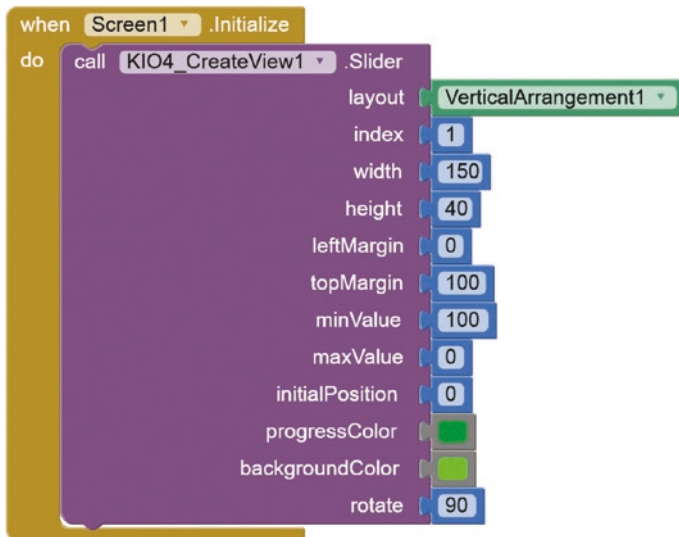 when Screen1 .Initialize
do call KIO4_CreateView1 .Slider
layout VerticalArrangement1
index 1
width 150
height 40
leftMargin 0
topMargin 100
minValue 100
maxValue 0
initialPosition 0
progressColor
backgroundColor
rotate 90